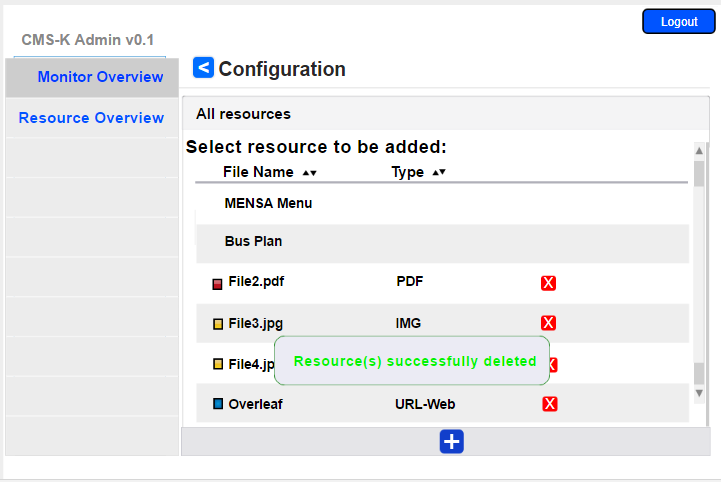 Logout
CMS-K Admin v0.1
Monitor Overview
Resource Overview
< Configuration
All resources
Select resource to be added:
File Name ▲▼ Type ▲▼
MENSA Menu
Bus Plan
File2.pdf PDF X
File3.jpg IMG X
File4.jp X
Resource(s) successfully deleted
Overleaf URL-Web X
+